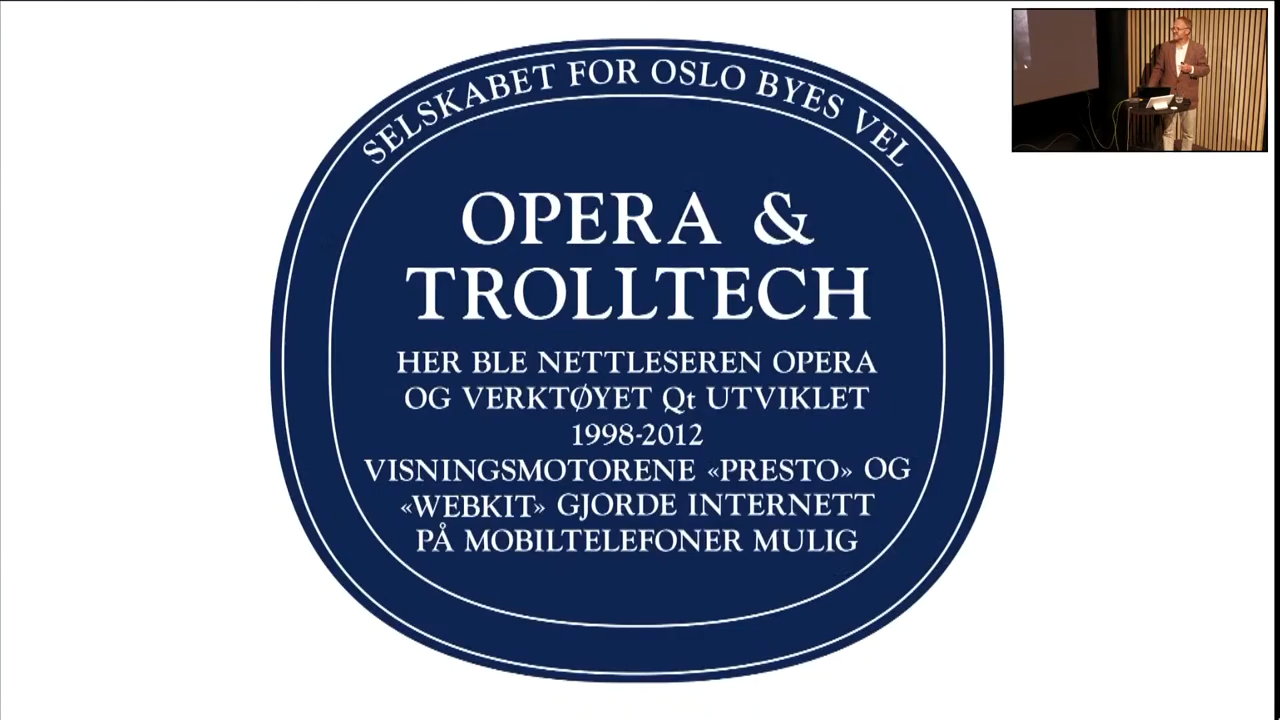 SELSKABET FOR OSLO BYES VEL
OPERA &
TROLLTECH
HER BLE NETTLESEREN OPERA
OG VERKTØYET Qt UTVIKLET
1998-2012
VISNINGSMOTORENE «PRESTO» OG
«WEBKIT» GJORDE INTERNETT
PÅ MOBILTELEFONER MULIG